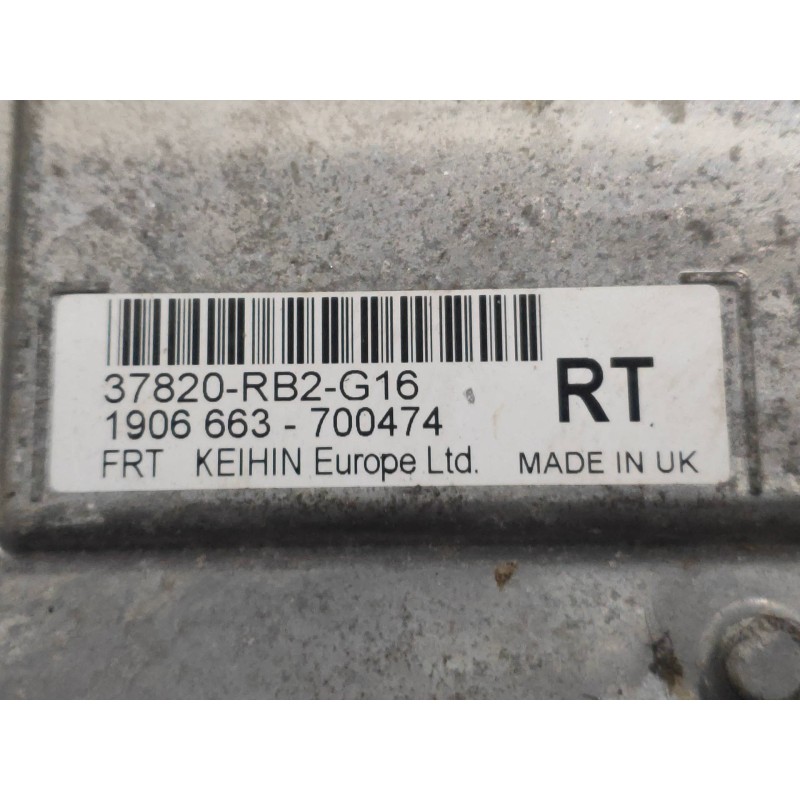 37820-RB2-G16
RT
1906 663 - 700474
FRT KEIHIN Europe Ltd. MADE IN UK